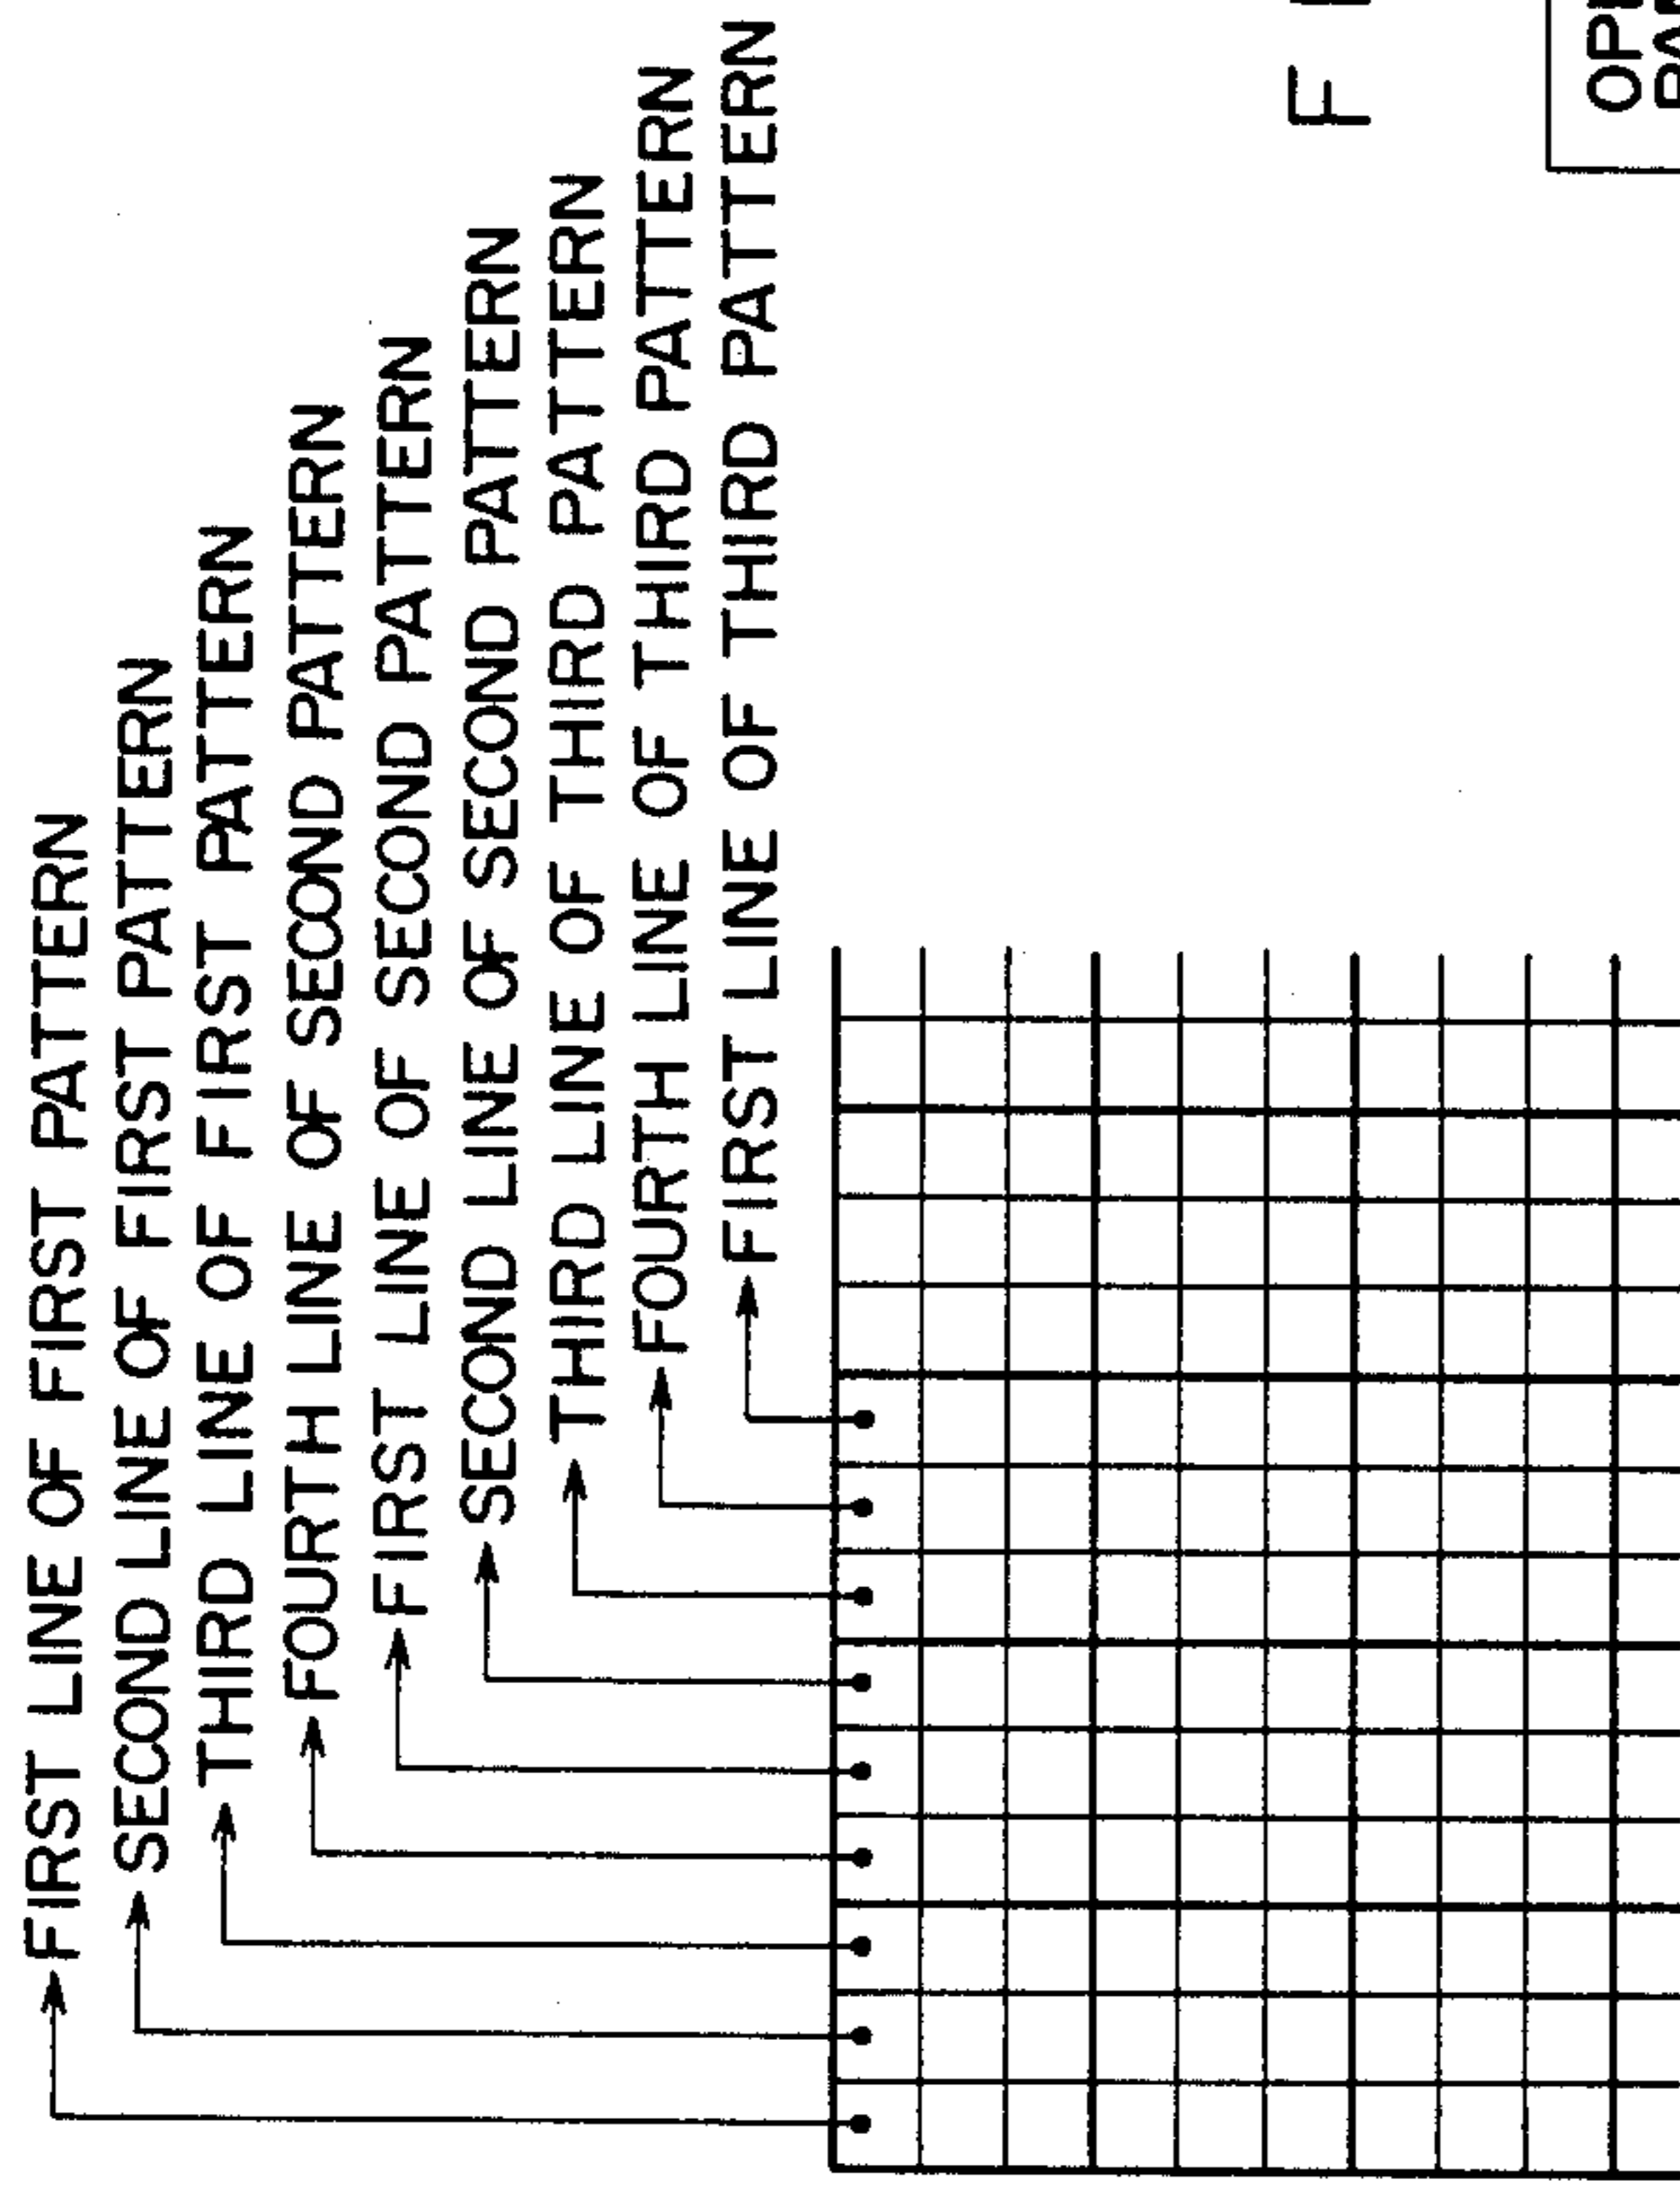 FIRST LINE OF FIRST PATTERN
SECOND LINE OF FIRST PATTERN
THIRD LINE OF FIRST PATTERN
FOURTH LINE OF SECOND PATTERN
FIRST LINE OF SECOND PATTERN
SECOND LINE OF SECOND PATTERN
THIRD LINE OF THIRD PATTERN
FOURTH LINE OF THIRD PATTERN
FIRST LINE OF THIRD PATTERN
F